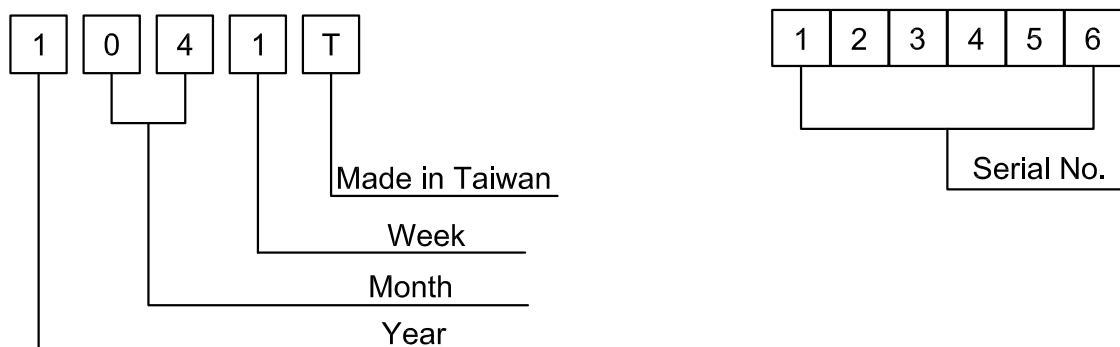 1 0 4 1 T
1 2 3 4 5 6
Made in Taiwan
Serial No.
Week
Month
Year